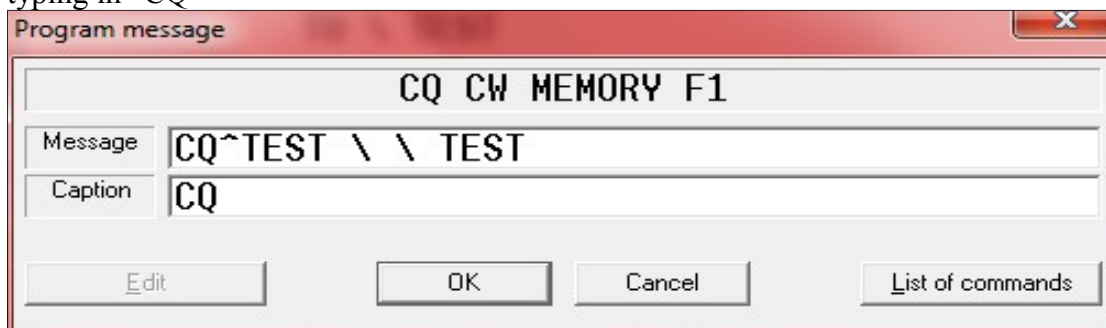 typing in "CQ"
Program message
CQ CW MEMORY F1
Message CQ^TEST \ \ TEST
Caption CQ
Edit OK Cancel List of commands